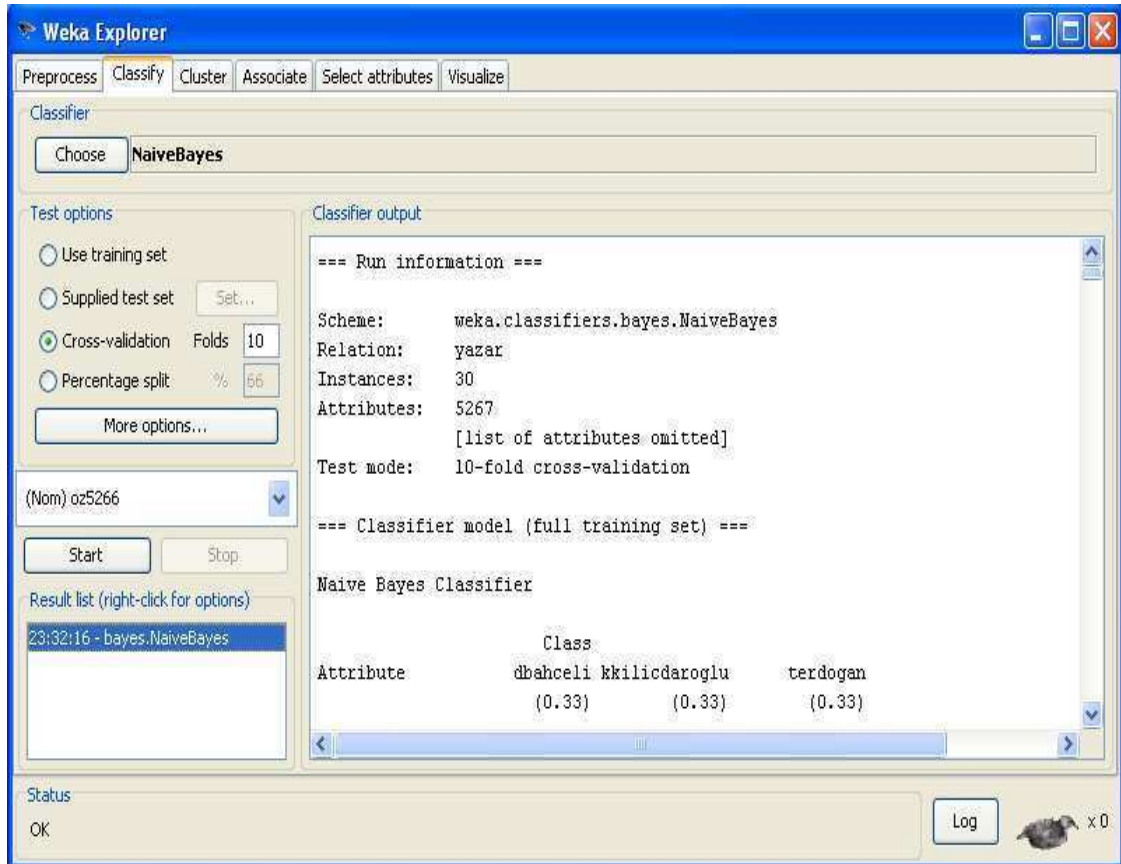 Weka Explorer
Preprocess Classify Cluster Associate Select attributes Visualize
Classifier
Choose NaiveBayes
Test options
Use training set
Supplied test set Set...
Cross-validation Folds 10
Percentage split % 66
More options...
(Nom) oz5266
Start Stop
Result list (right-click for options)
23:32:16 - bayes.NaiveBayes
Classifier output
=== Run information ===
Scheme: weka.classifiers.bayes.NaiveBayes
Relation: yazar
Instances: 30
Attributes: 5267
[list of attributes omitted]
Test mode: 10-fold cross-validation
=== Classifier model (full training set) ===
Naive Bayes Classifier
Class
Attribute dbahceli kkilicdaroglu terdogan
(0.33) (0.33) (0.33)
Status
OK
Log x 0